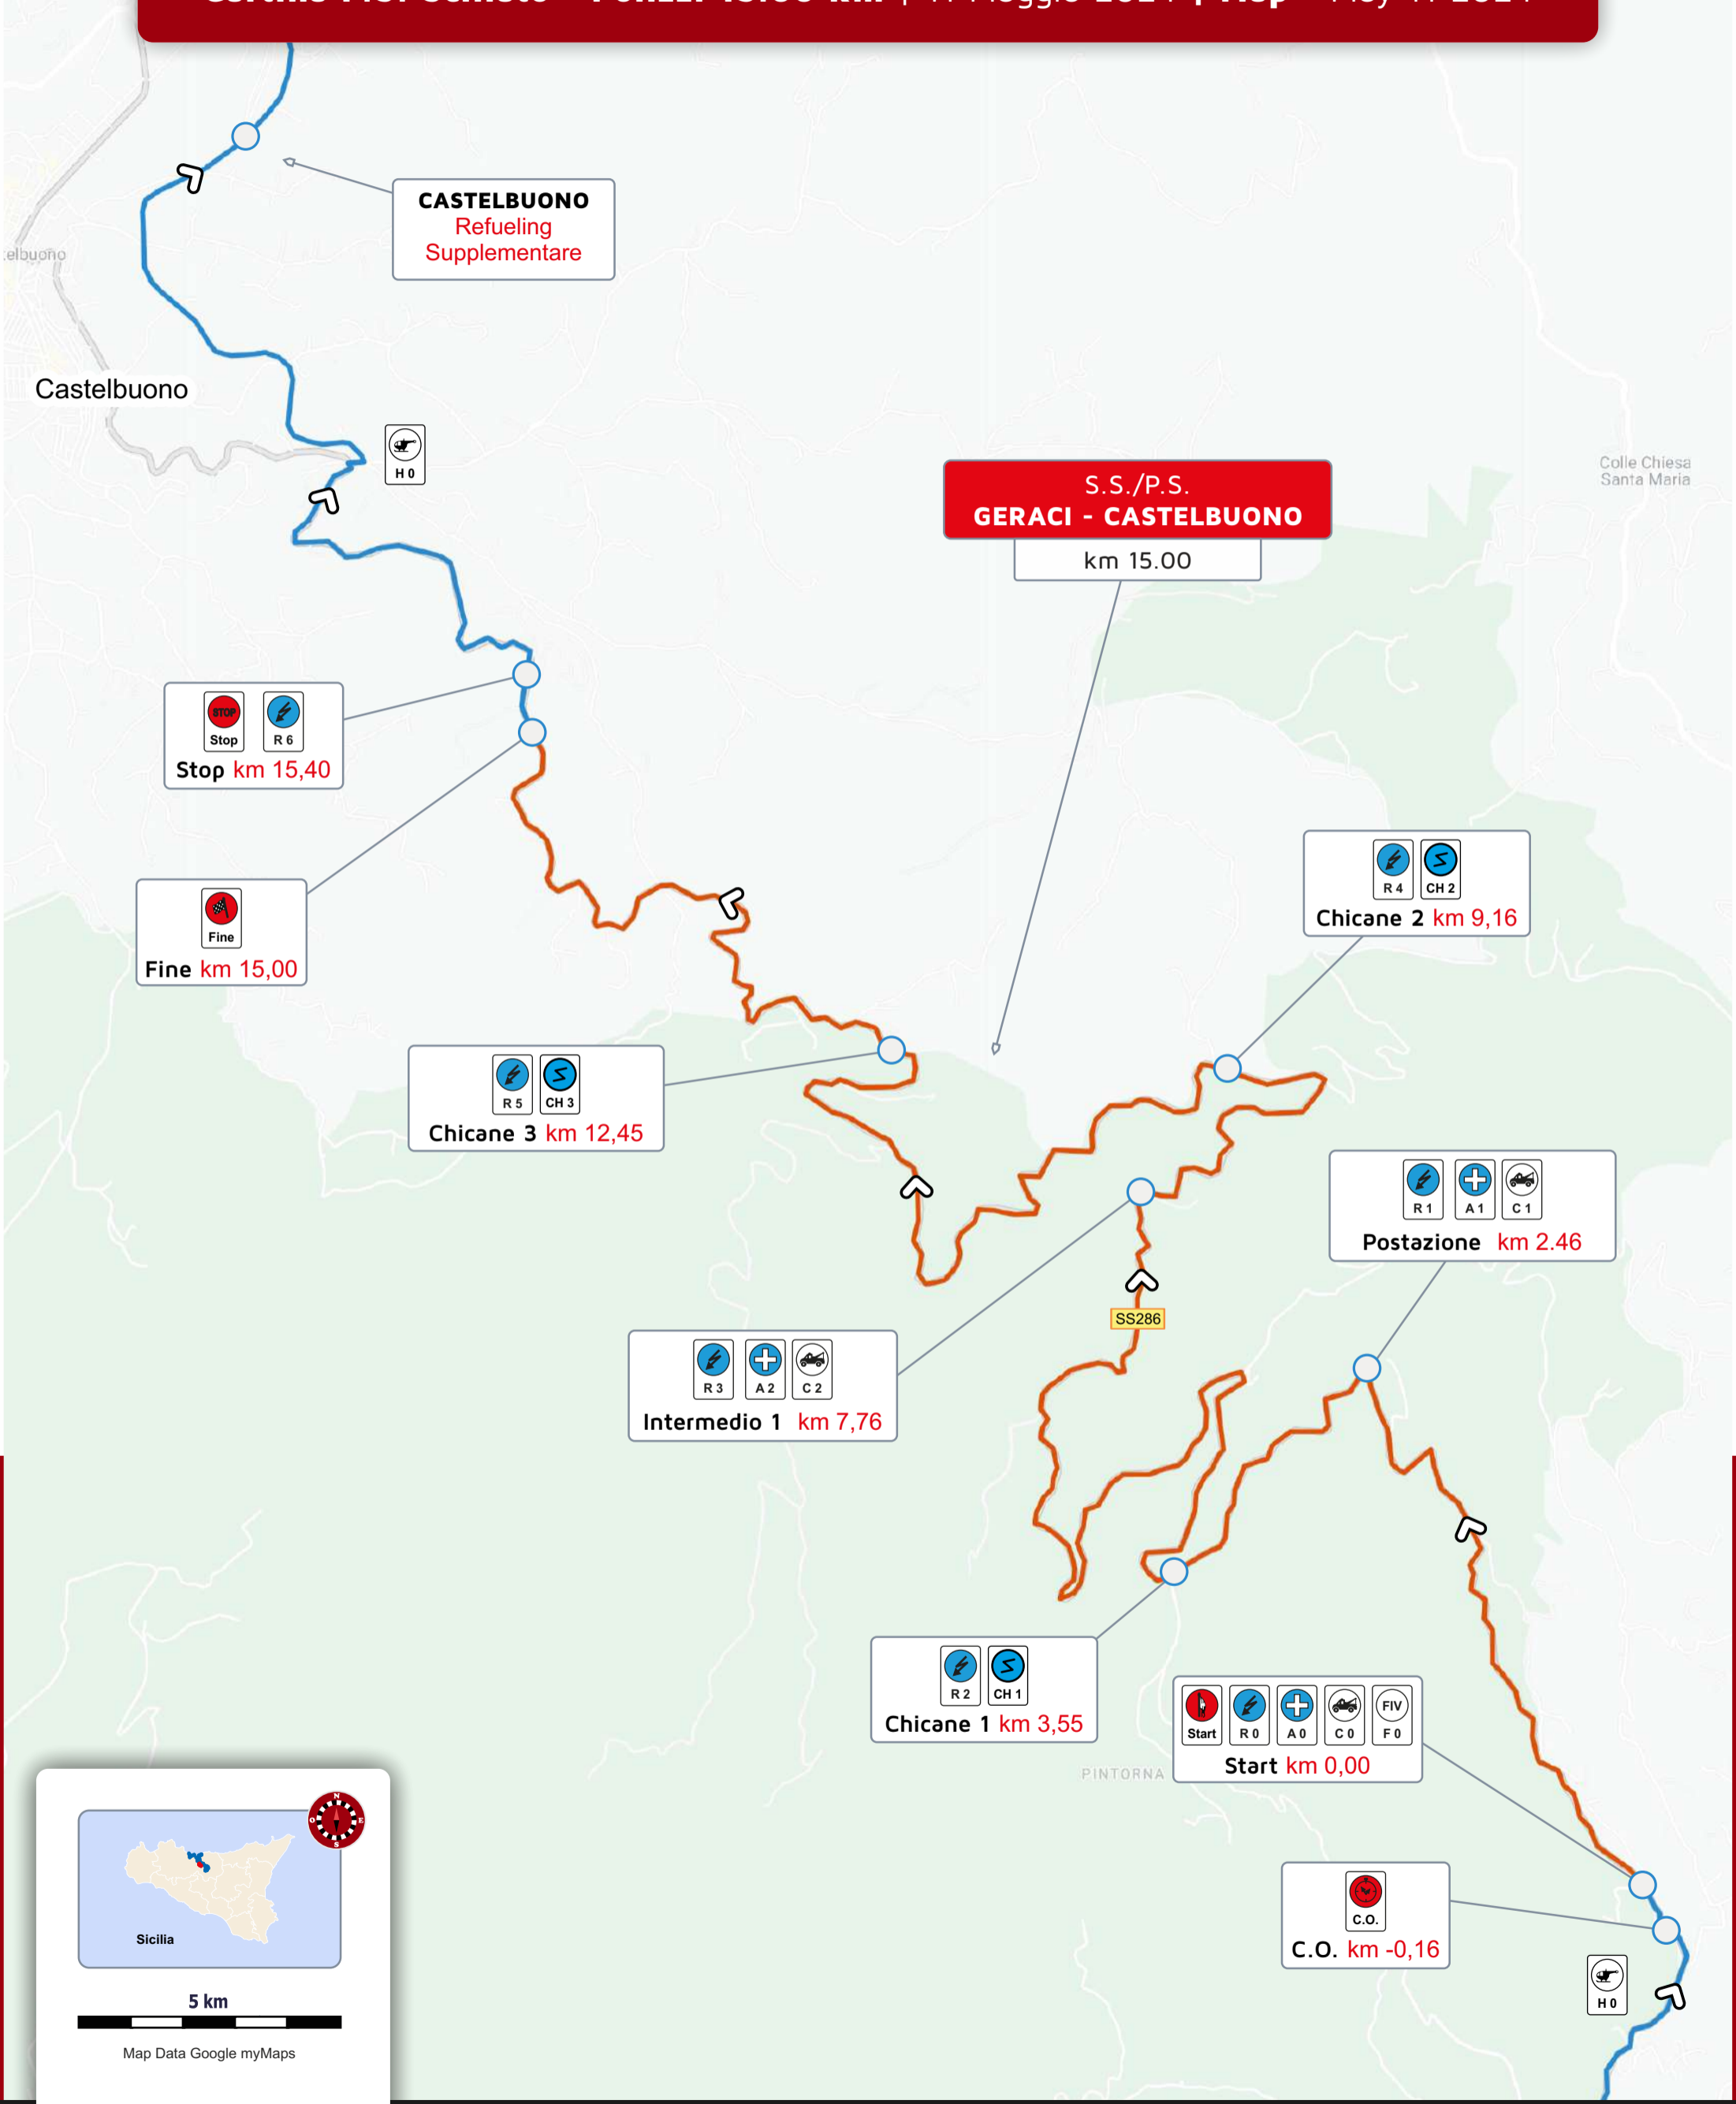 CASTELBUONO
Refueling
Supplementare
telbuono
Castelbuono
H 0
Colle Chiesa
Santa Maria
S.S./P.S.
GERACI - CASTELBUONO
km 15.00
STOP
Stop R 6
Stop km 15,40
R 4 CH 2
Chicane 2 km 9,16
Fine
Fine km 15,00
R 5 CH 3
Chicane 3 km 12,45
R 1 A 1 C 1
Postazione km 2.46
SS286
R 3 A 2 C 2
Intermedio 1 km 7,76
R 2 CH 1
Chicane 1 km 3,55
FIV
Start R 0 A 0 C 0 F 0
Start km 0,00
PINTORNA
C.O.
C.O. km -0,16
H 0
N
O E
S
Sicilia
5 km
Map Data Google myMaps